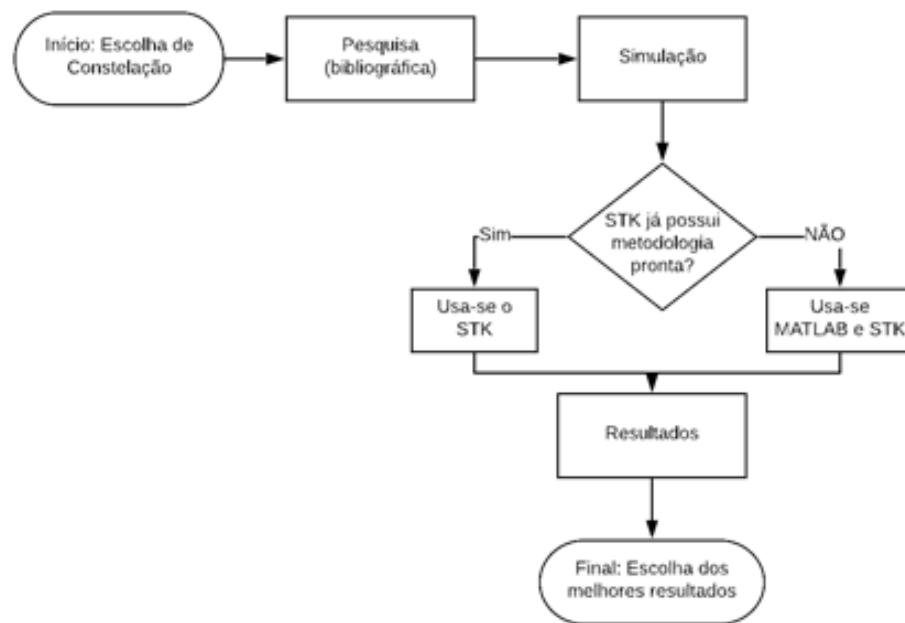 Início: Escolha de
Constelação
Pesquisa
(bibliográfica)
Simulação
STK já possui
metodologia
pronta?
Sim
NÃO
Usa-se o
STK
Usa-se
MATLAB e STK
Resultados
Final: Escolha dos
melhores resultados